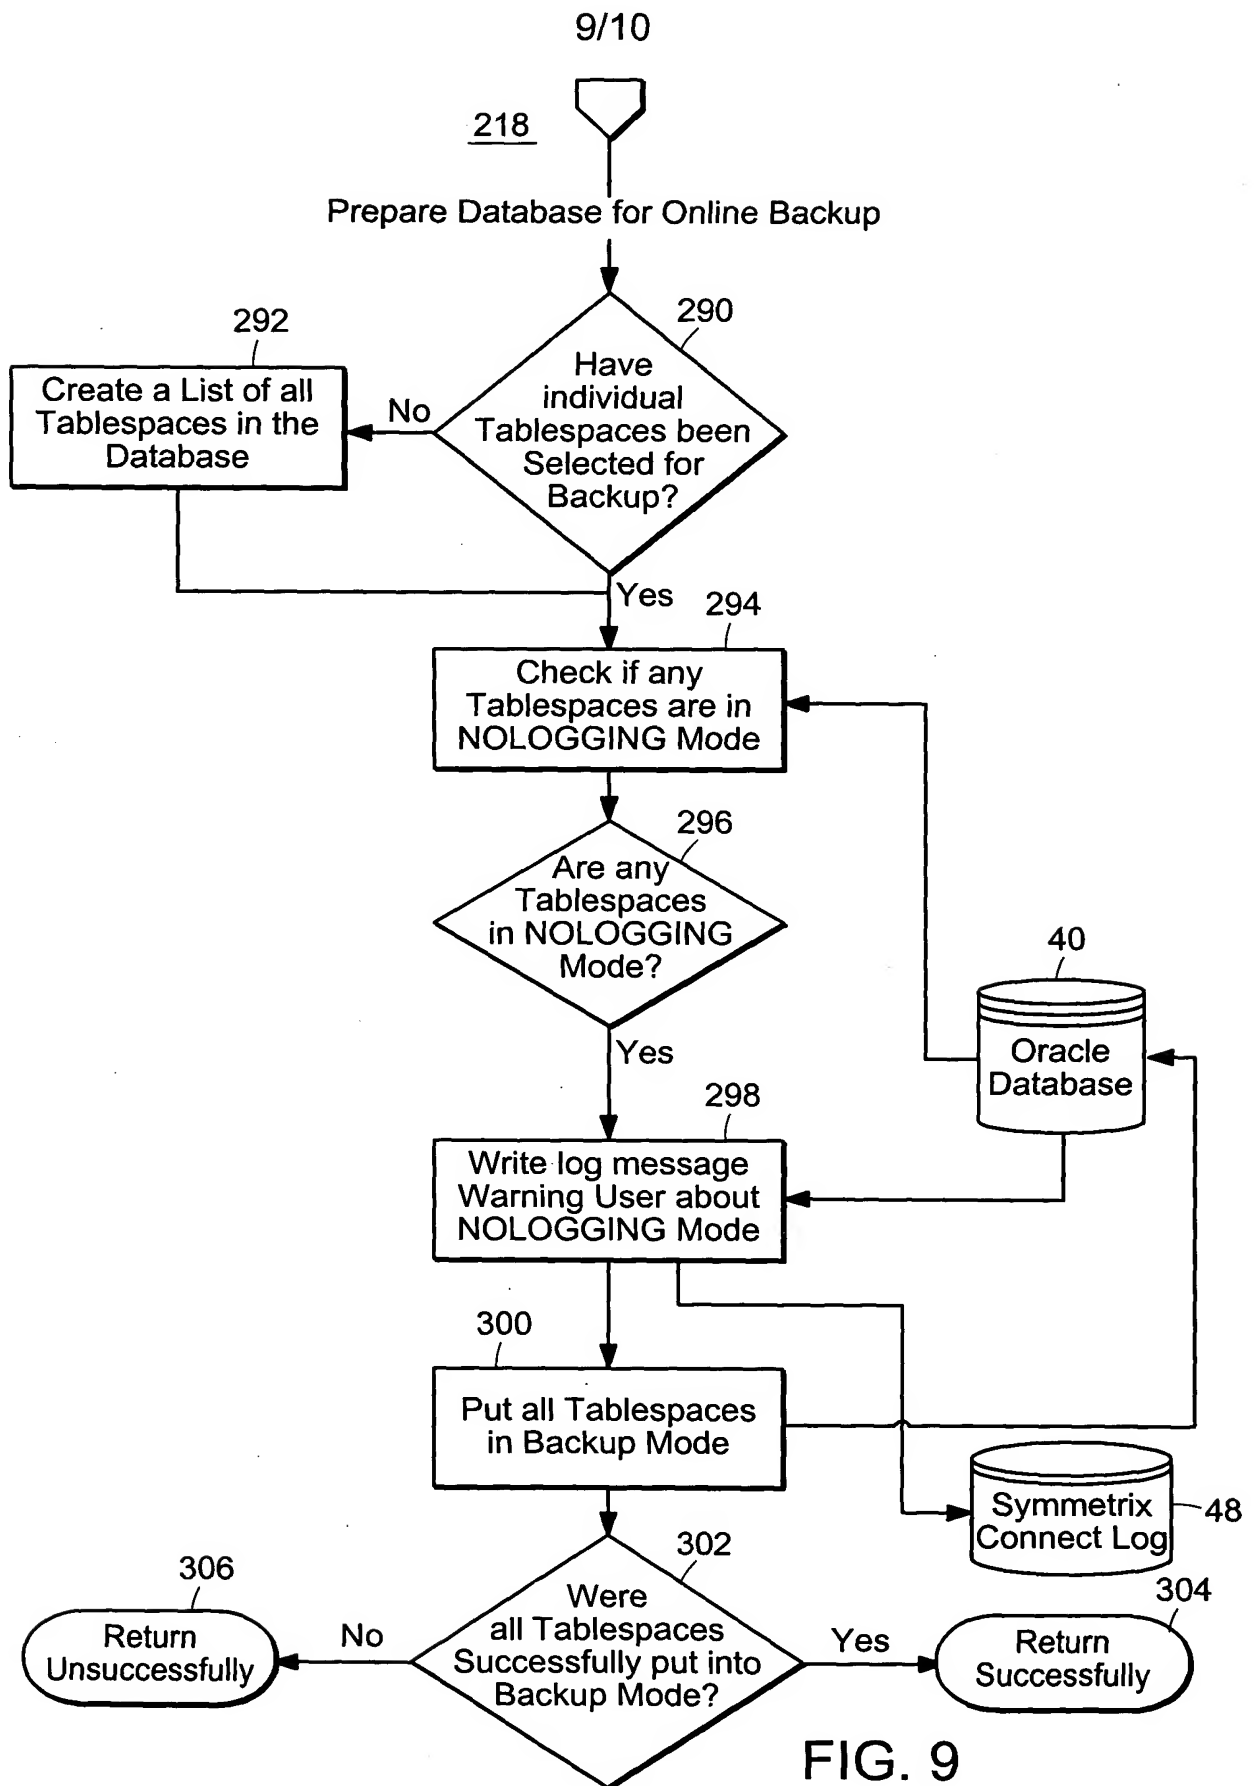 9/10
218
Prepare Database for Online Backup
290
Have
individual
Tablespaces been
Selected for
Backup?
292
No
Create a List of all
Tablespaces in the
Database
Yes
294
Check if any
Tablespaces are in
NOLOGGING Mode
296
Are any
Tablespaces
in NOLOGGING
Mode?
Yes
40
Oracle
Database
298
Write log message
Warning User about
NOLOGGING Mode
300
Put all Tablespaces
in Backup Mode
Symmetrix
Connect Log
48
302
Were
all Tablespaces
Successfully put into
Backup Mode?
306
No
Return
Unsuccessfully
Yes
304
Return
Successfully
FIG. 9